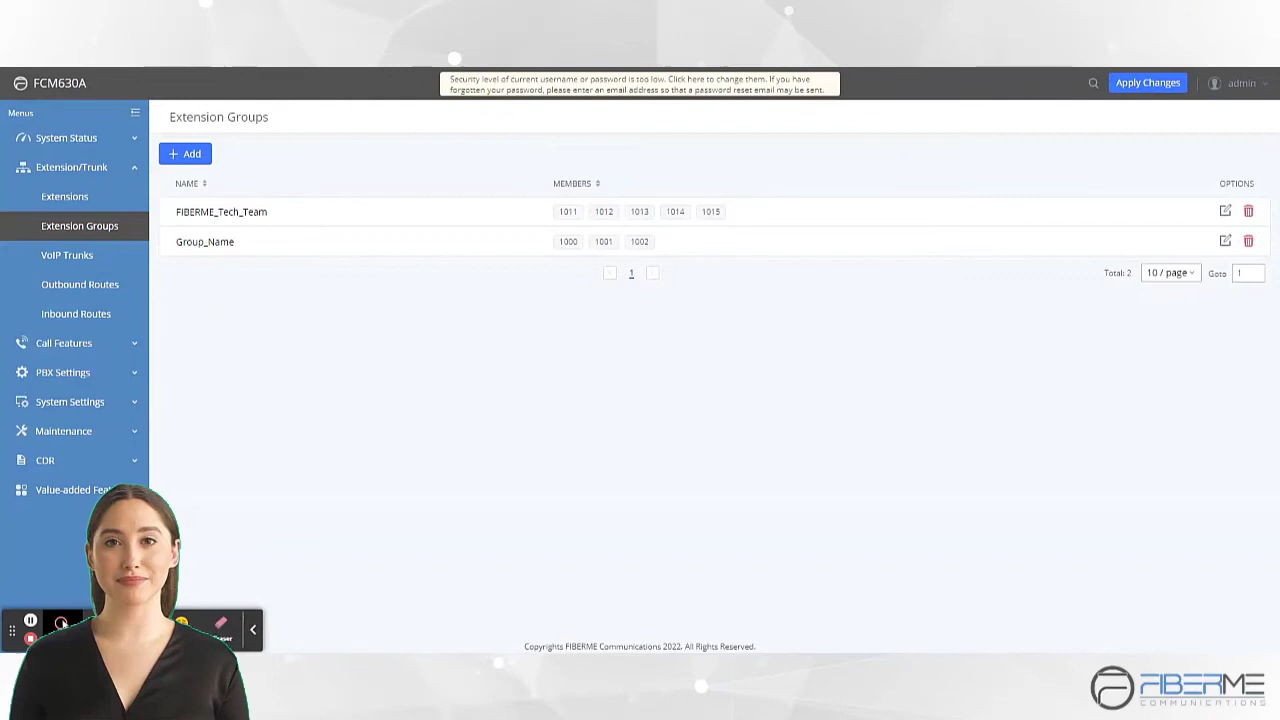 FCM630A
Security level of current username or password is too low. Click here to change them. If you have
forgotten your password, please enter an email address so that a password reset email may be sent.
Apply Changes
admin
Menus
System Status
Extension/Trunk
Extensions
Extension Groups
VoIP Trunks
Outbound Routes
Inbound Routes
Call Features
PBX Settings
System Settings
Maintenance
CDR
Value-added
Extension Groups
+ Add
NAME MEMBERS OPTIONS
FIBERME_Tech_Team 1011 1012 1013 1014 1015
Group_Name 1000 1001 1002
< 1 > Total: 2 10 / page Goto 1
Copyrights FIBERME Communications 2022. All Rights Reserved.
FIBERME
COMMUNICATIONS